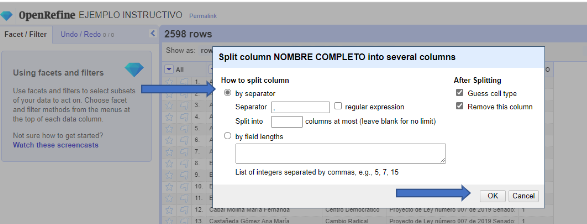 OpenRefine EJEMPLO INSTRUCTIVO Permalink
Facet / Filter Undo / Redo 0 / 0
2598 rows
Show as:
All
Using facets and filters
Use facets and filters to select subsets
of your data to act on. Choose facet
and filter methods from the menus at
the top of each data column.
Not sure how to get started?
Watch these screencasts
Split column NOMBRE COMPLETO into several columns
How to split column
by separator
Separator , regular expression
Split into columns at most (leave blank for no limit)
by field lengths
List of integers separated by commas, e.g., 5, 7, 15
After Splitting
Guess cell type
Remove this column
OK Cancel
12. Cabal Molina María Fernanda Centro Democrático Proyecto de Ley número 007 de 2019 Senado. 1
13. Castañeda Gómez Ana María Cambio Radical Proyecto de Ley número 007 de 2019 Senado. 1